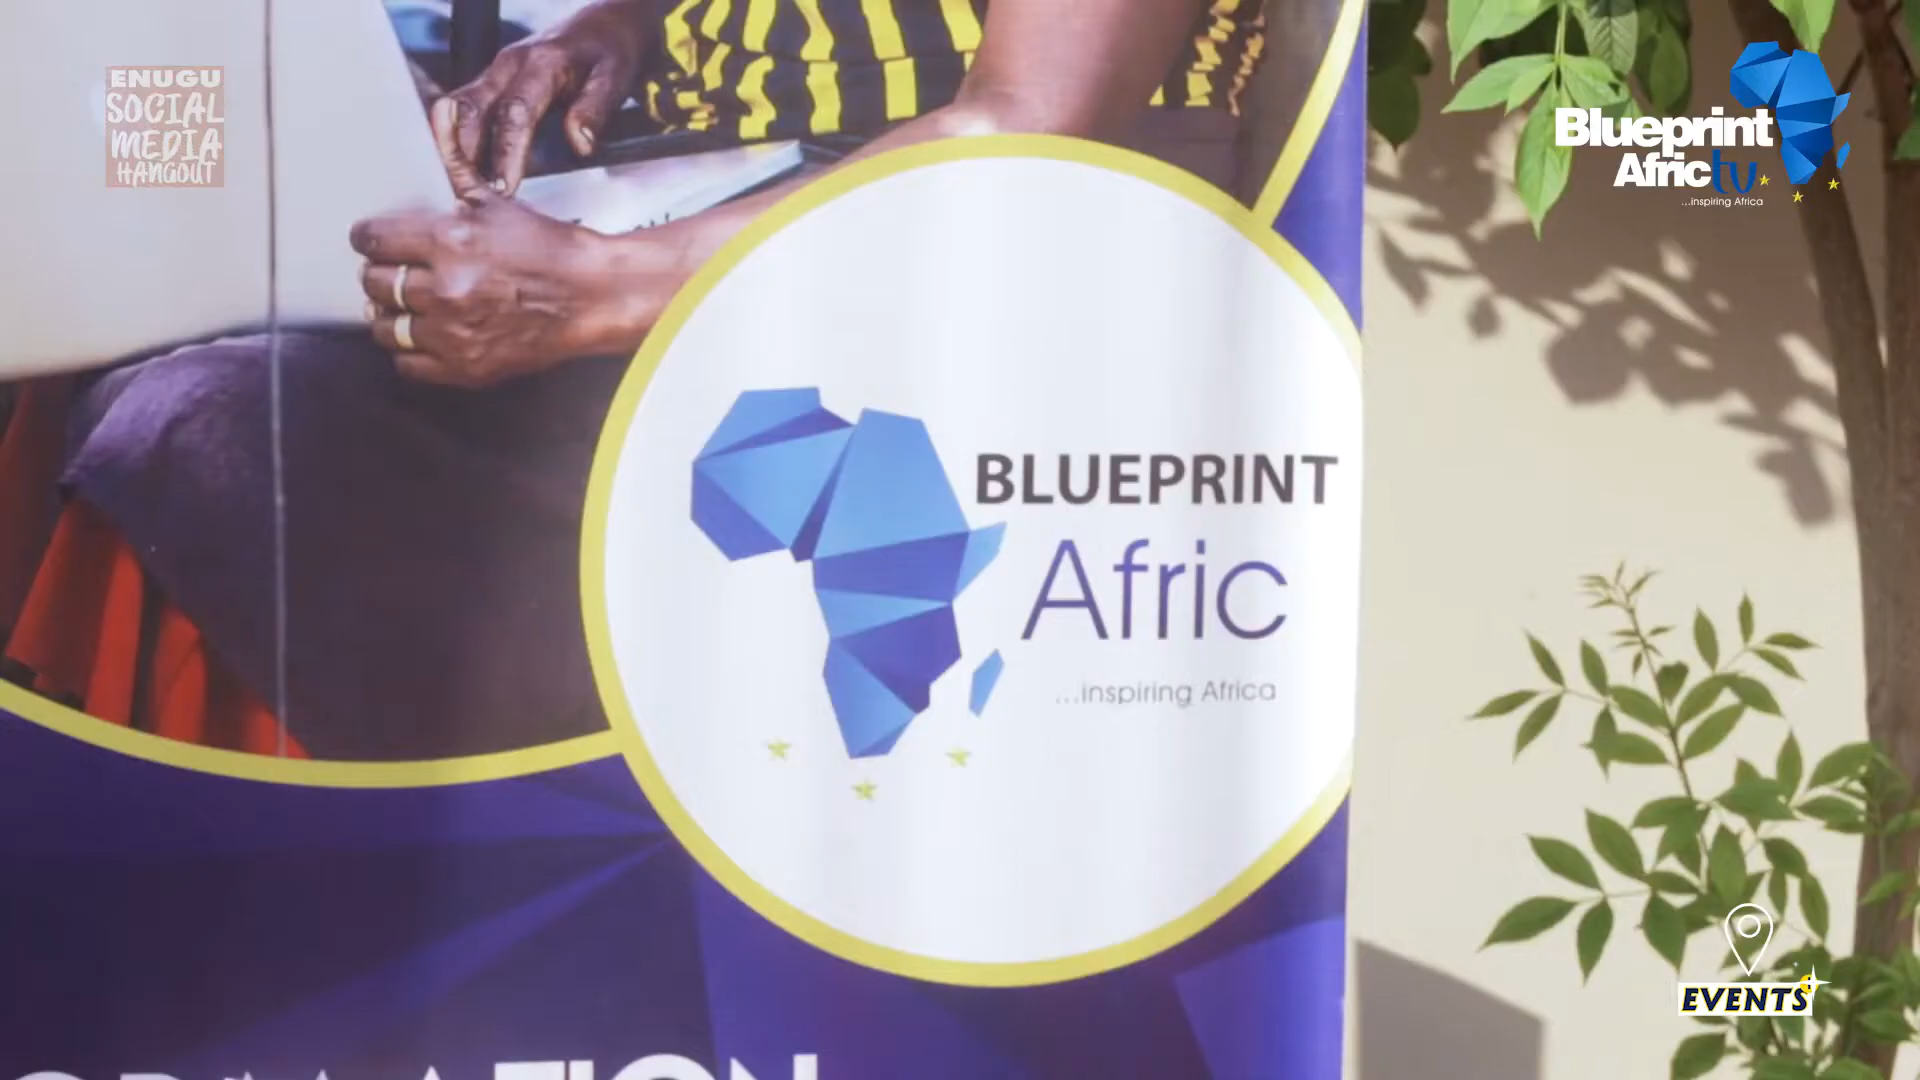 ENUGU
SOCIAL
MEDIA
HANGOUT
Blueprint
Africtv
...inspiring Africa
BLUEPRINT
Afric
...inspiring Africa
EVENTS